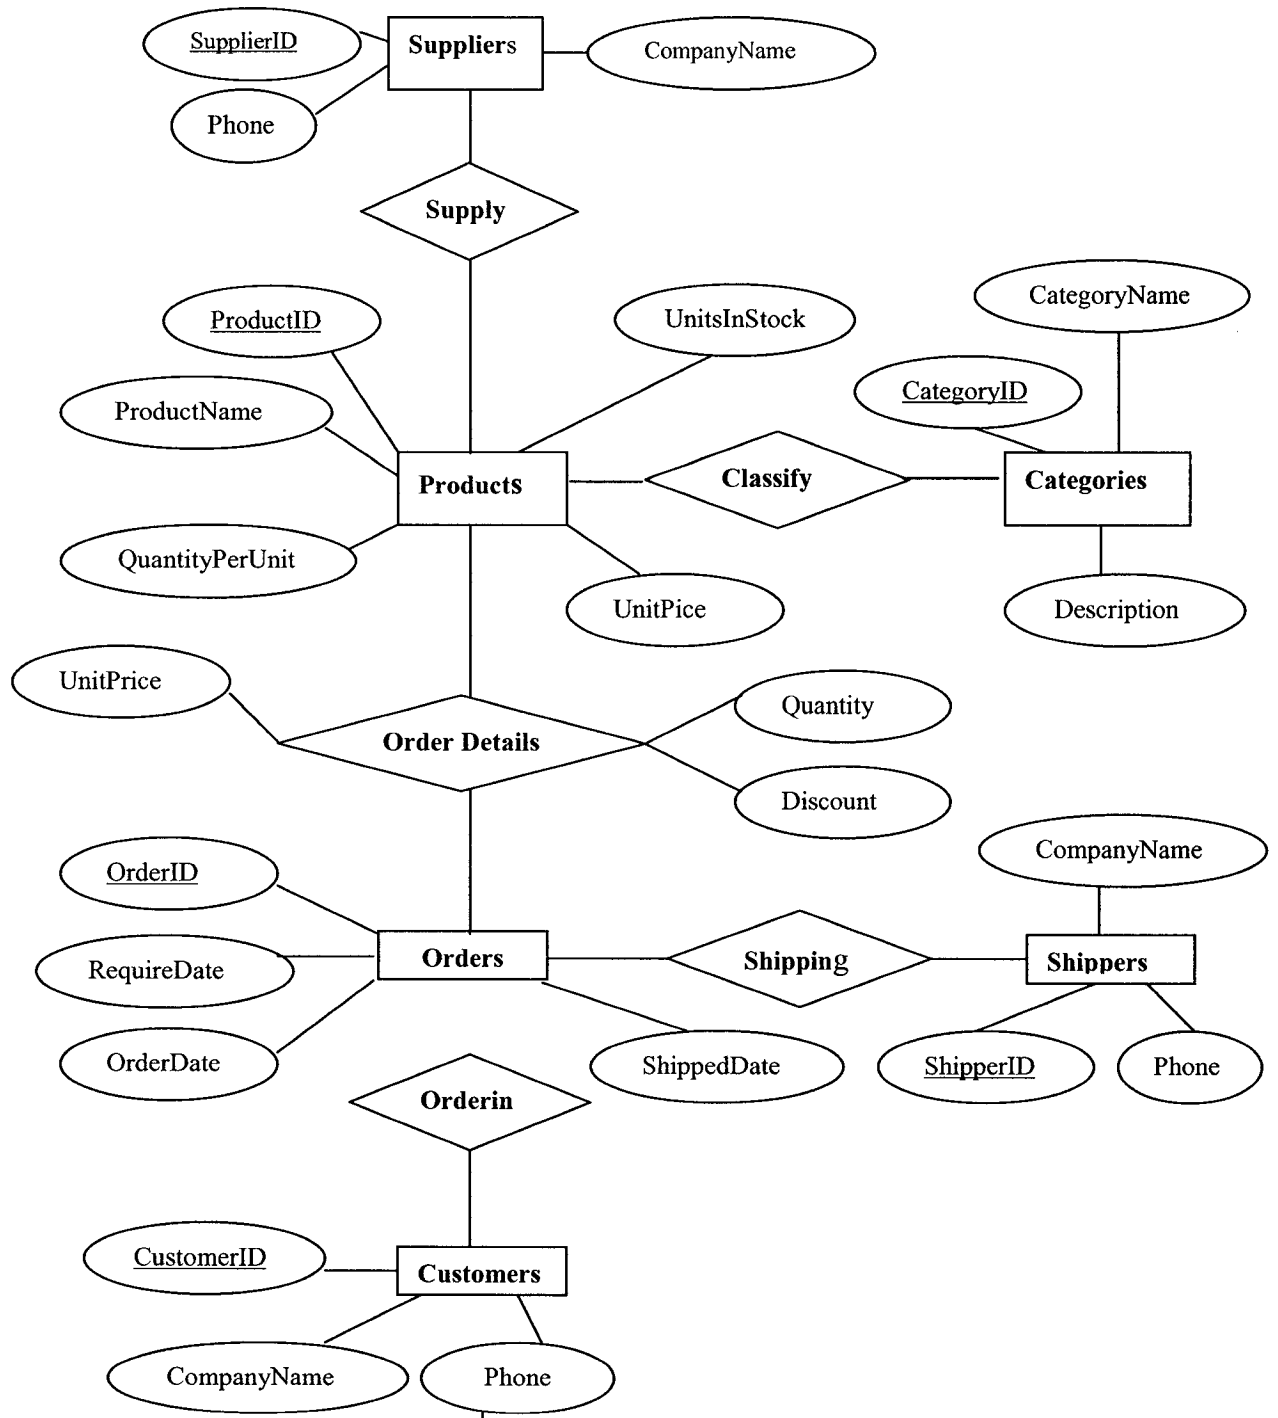 SupplierID
Suppliers
CompanyName
Phone
Supply
CategoryName
ProductID
UnitsInStock
CategoryID
ProductName
Products
Classify
Categories
QuantityPerUnit
UnitPice
Description
UnitPrice
Quantity
Order Details
Discount
CompanyName
OrderID
RequireDate
Orders
Shipping
Shippers
OrderDate
ShippedDate
ShipperID
Phone
Orderin
CustomerID
Customers
CompanyName
Phone